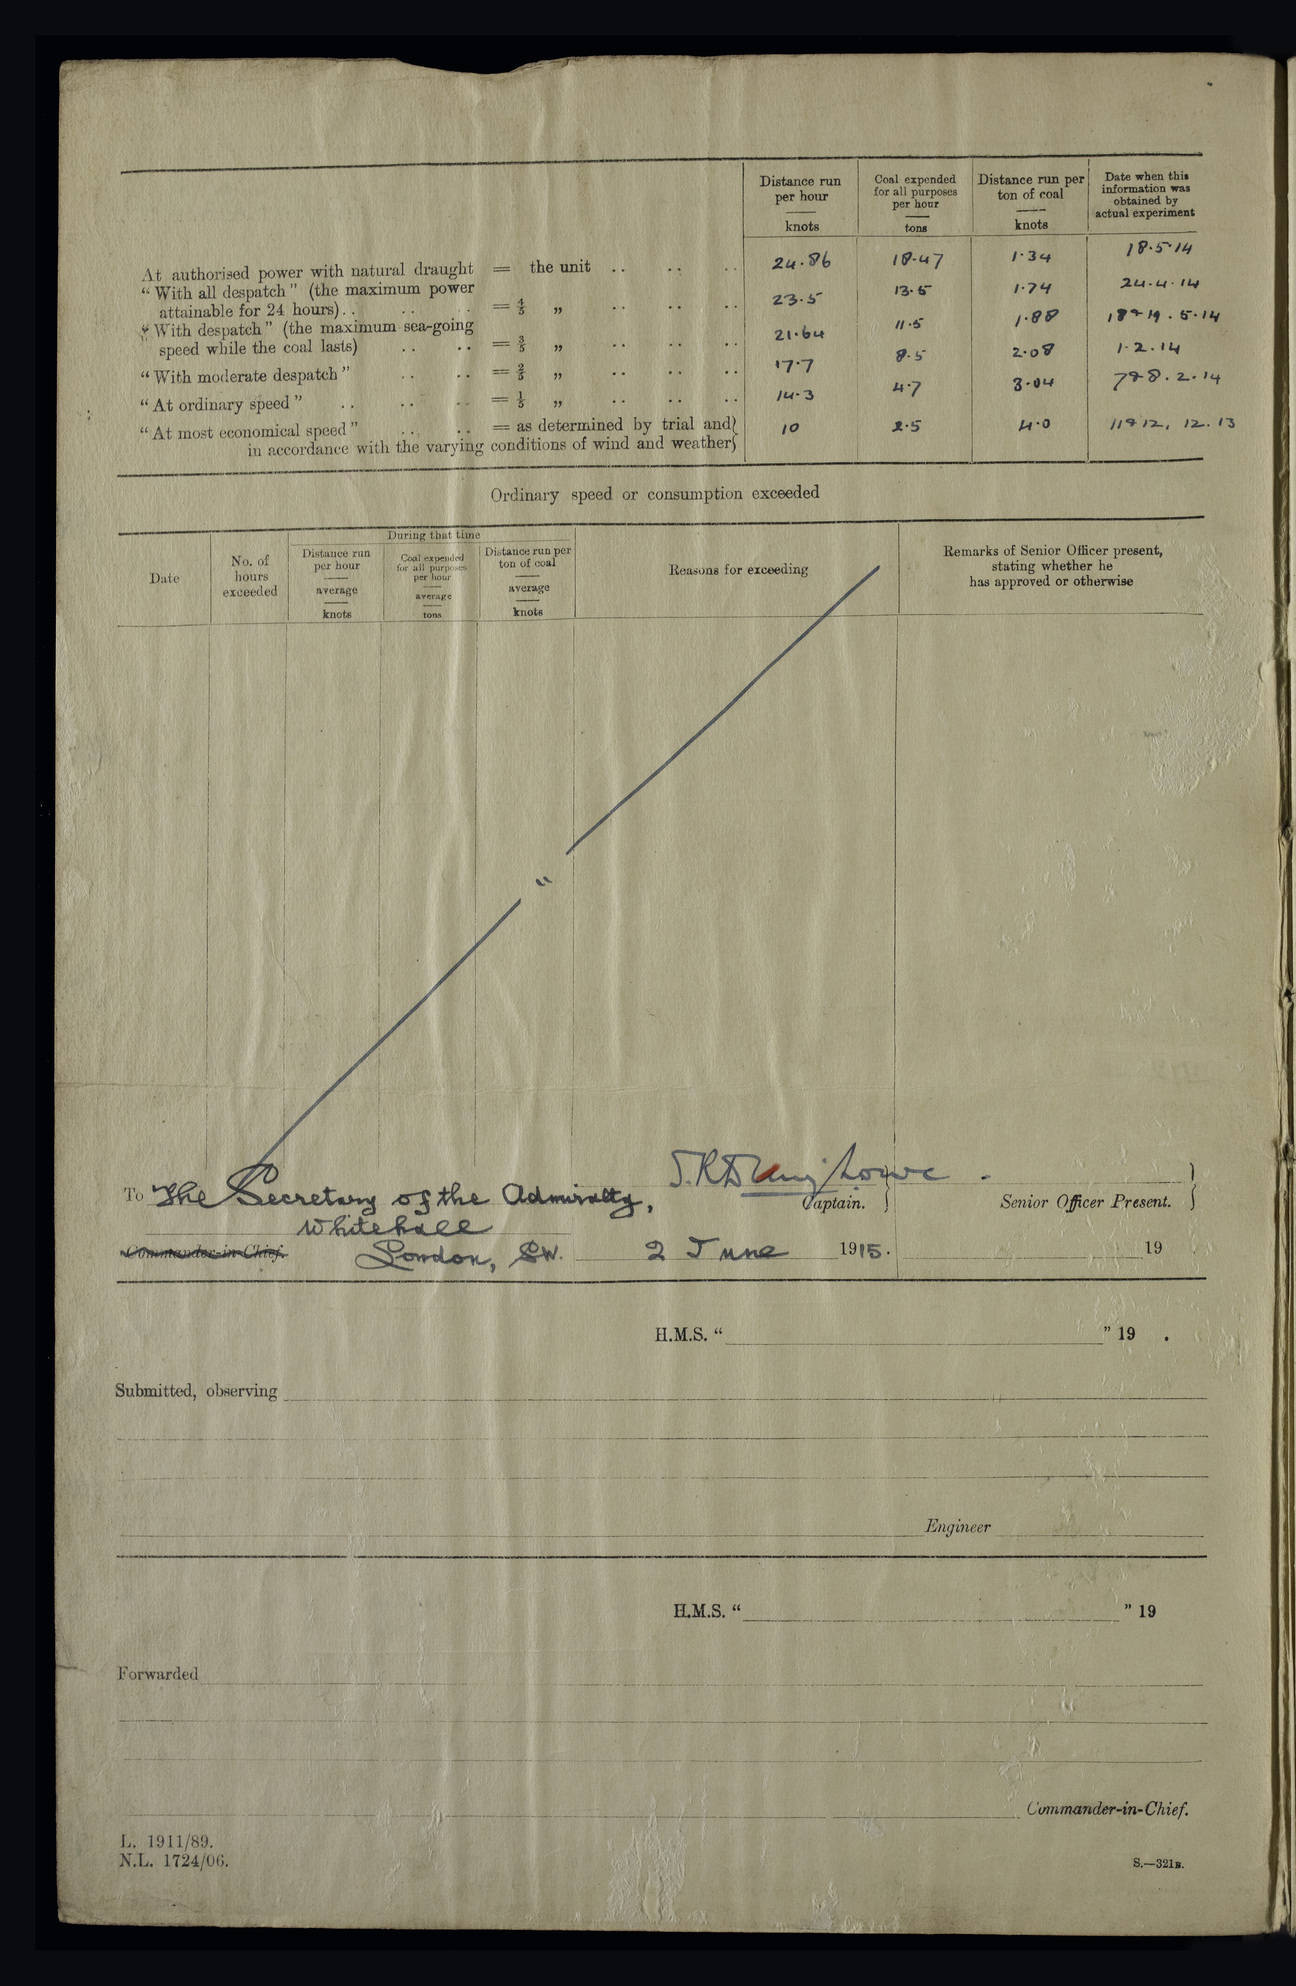 Distance run per hour knots
Coal expended for all purposes per hour tons
Distance run per ton of coal knots
Date when this information was obtained by actual experiment
At authorised power with natural draught = the unit .. .. .. 24.86 18.47 1.34 18.5.14
“With all despatch” (the maximum power
attainable for 24 hours).. .. .. = 4/5 „ .. .. .. 23.5 13.5 1.74 24.4.14
“With despatch” (the maximum sea-going
speed while the coal lasts) .. .. = 3/5 „ .. .. .. 21.64 11.5 1.88 18&19.5.14
“With moderate despatch” .. .. = 2/5 „ .. .. .. 17.7 8.5 2.08 1.2.14
“At ordinary speed” .. .. .. = 1/5 „ .. .. .. 14.3 4.7 3.04 7&8.2.14
“At most economical speed” .. .. = as determined by trial and 10 2.5 4.0 11&12.12.13
in accordance with the varying conditions of wind and weather
Ordinary speed or consumption exceeded
Date
No. of hours exceeded
During that time
Distance run per hour average knots
Coal expended for all purposes per hour average tons
Distance run per ton of coal average knots
Reasons for exceeding
Remarks of Senior Officer present, stating whether he has approved or otherwise
"
To The Secretary of the Admiralty,
Captain.
Senior Officer Present.
Whitehall
Commander-in-Chief.
London, SW. 2 June 1915.
19
H.M.S. “ ” 19 .
Submitted, observing
Engineer
H.M.S. “ ” 19
Forwarded
Commander-in-Chief.
L. 1911/89.
N.L. 1724/06.
S.—321B.